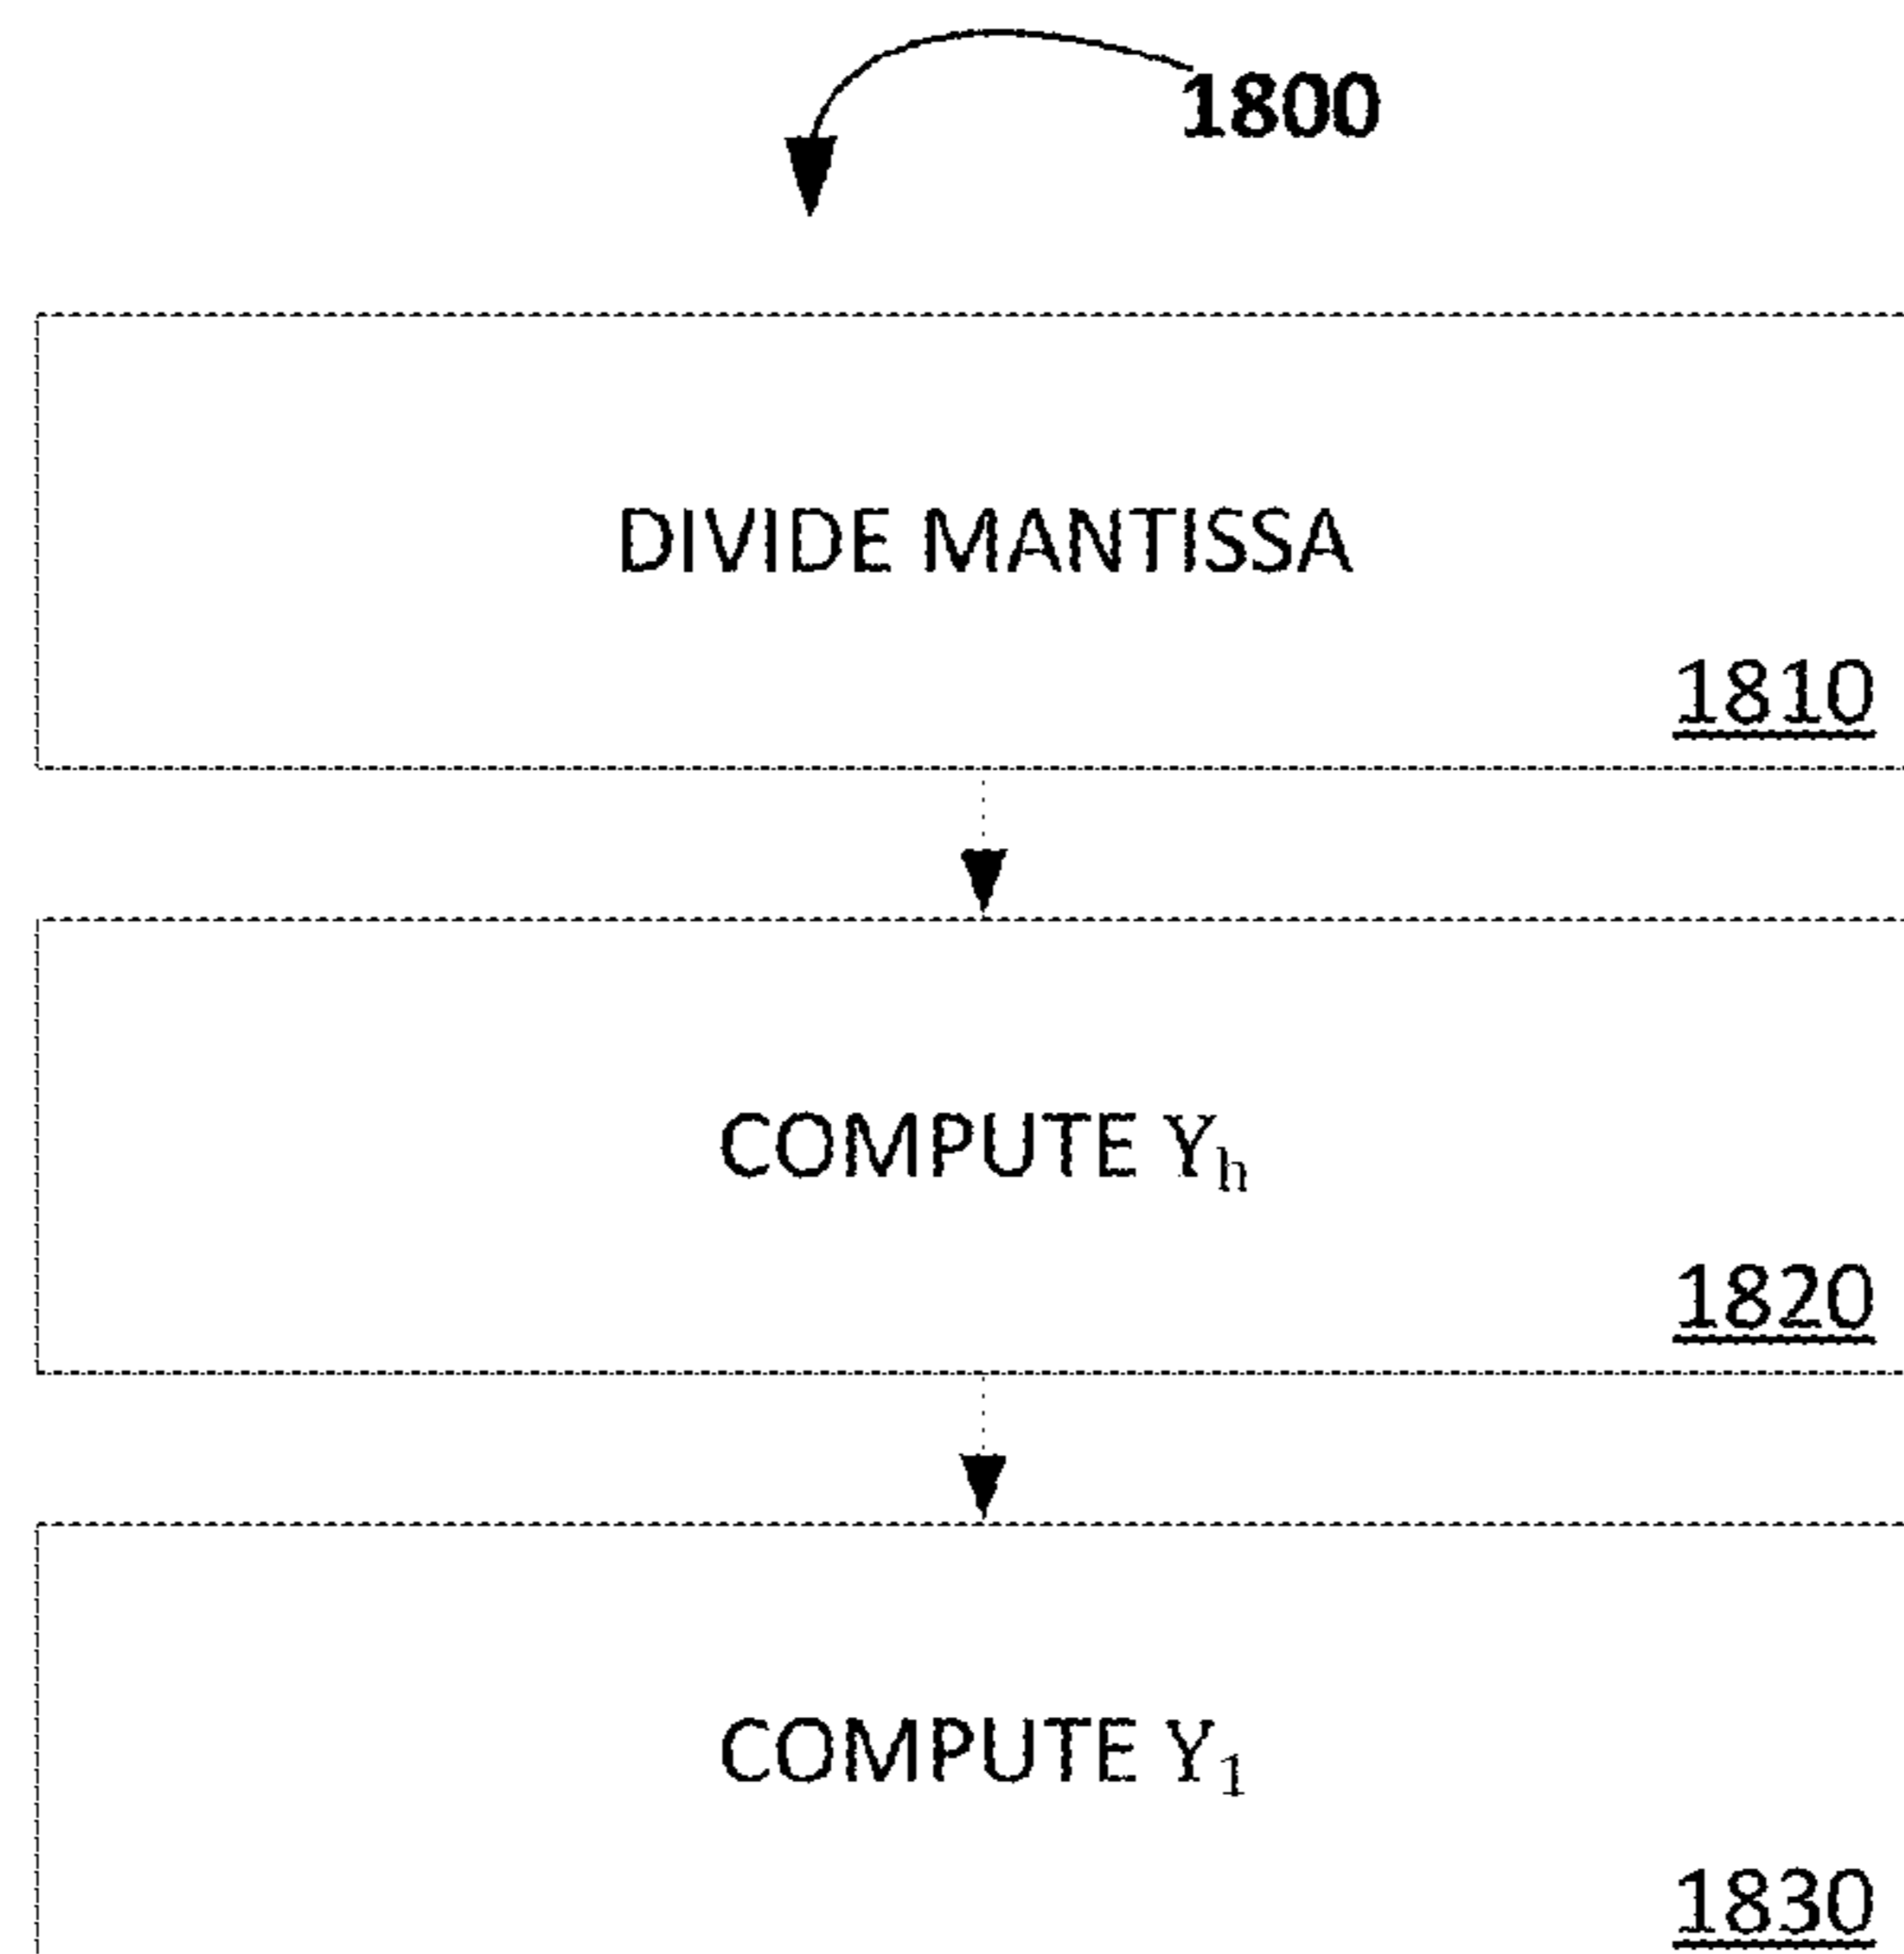 1800
DIVIDE MANTISSA
1810
COMPUTE Yₕ
1820
COMPUTE Y₁
1830